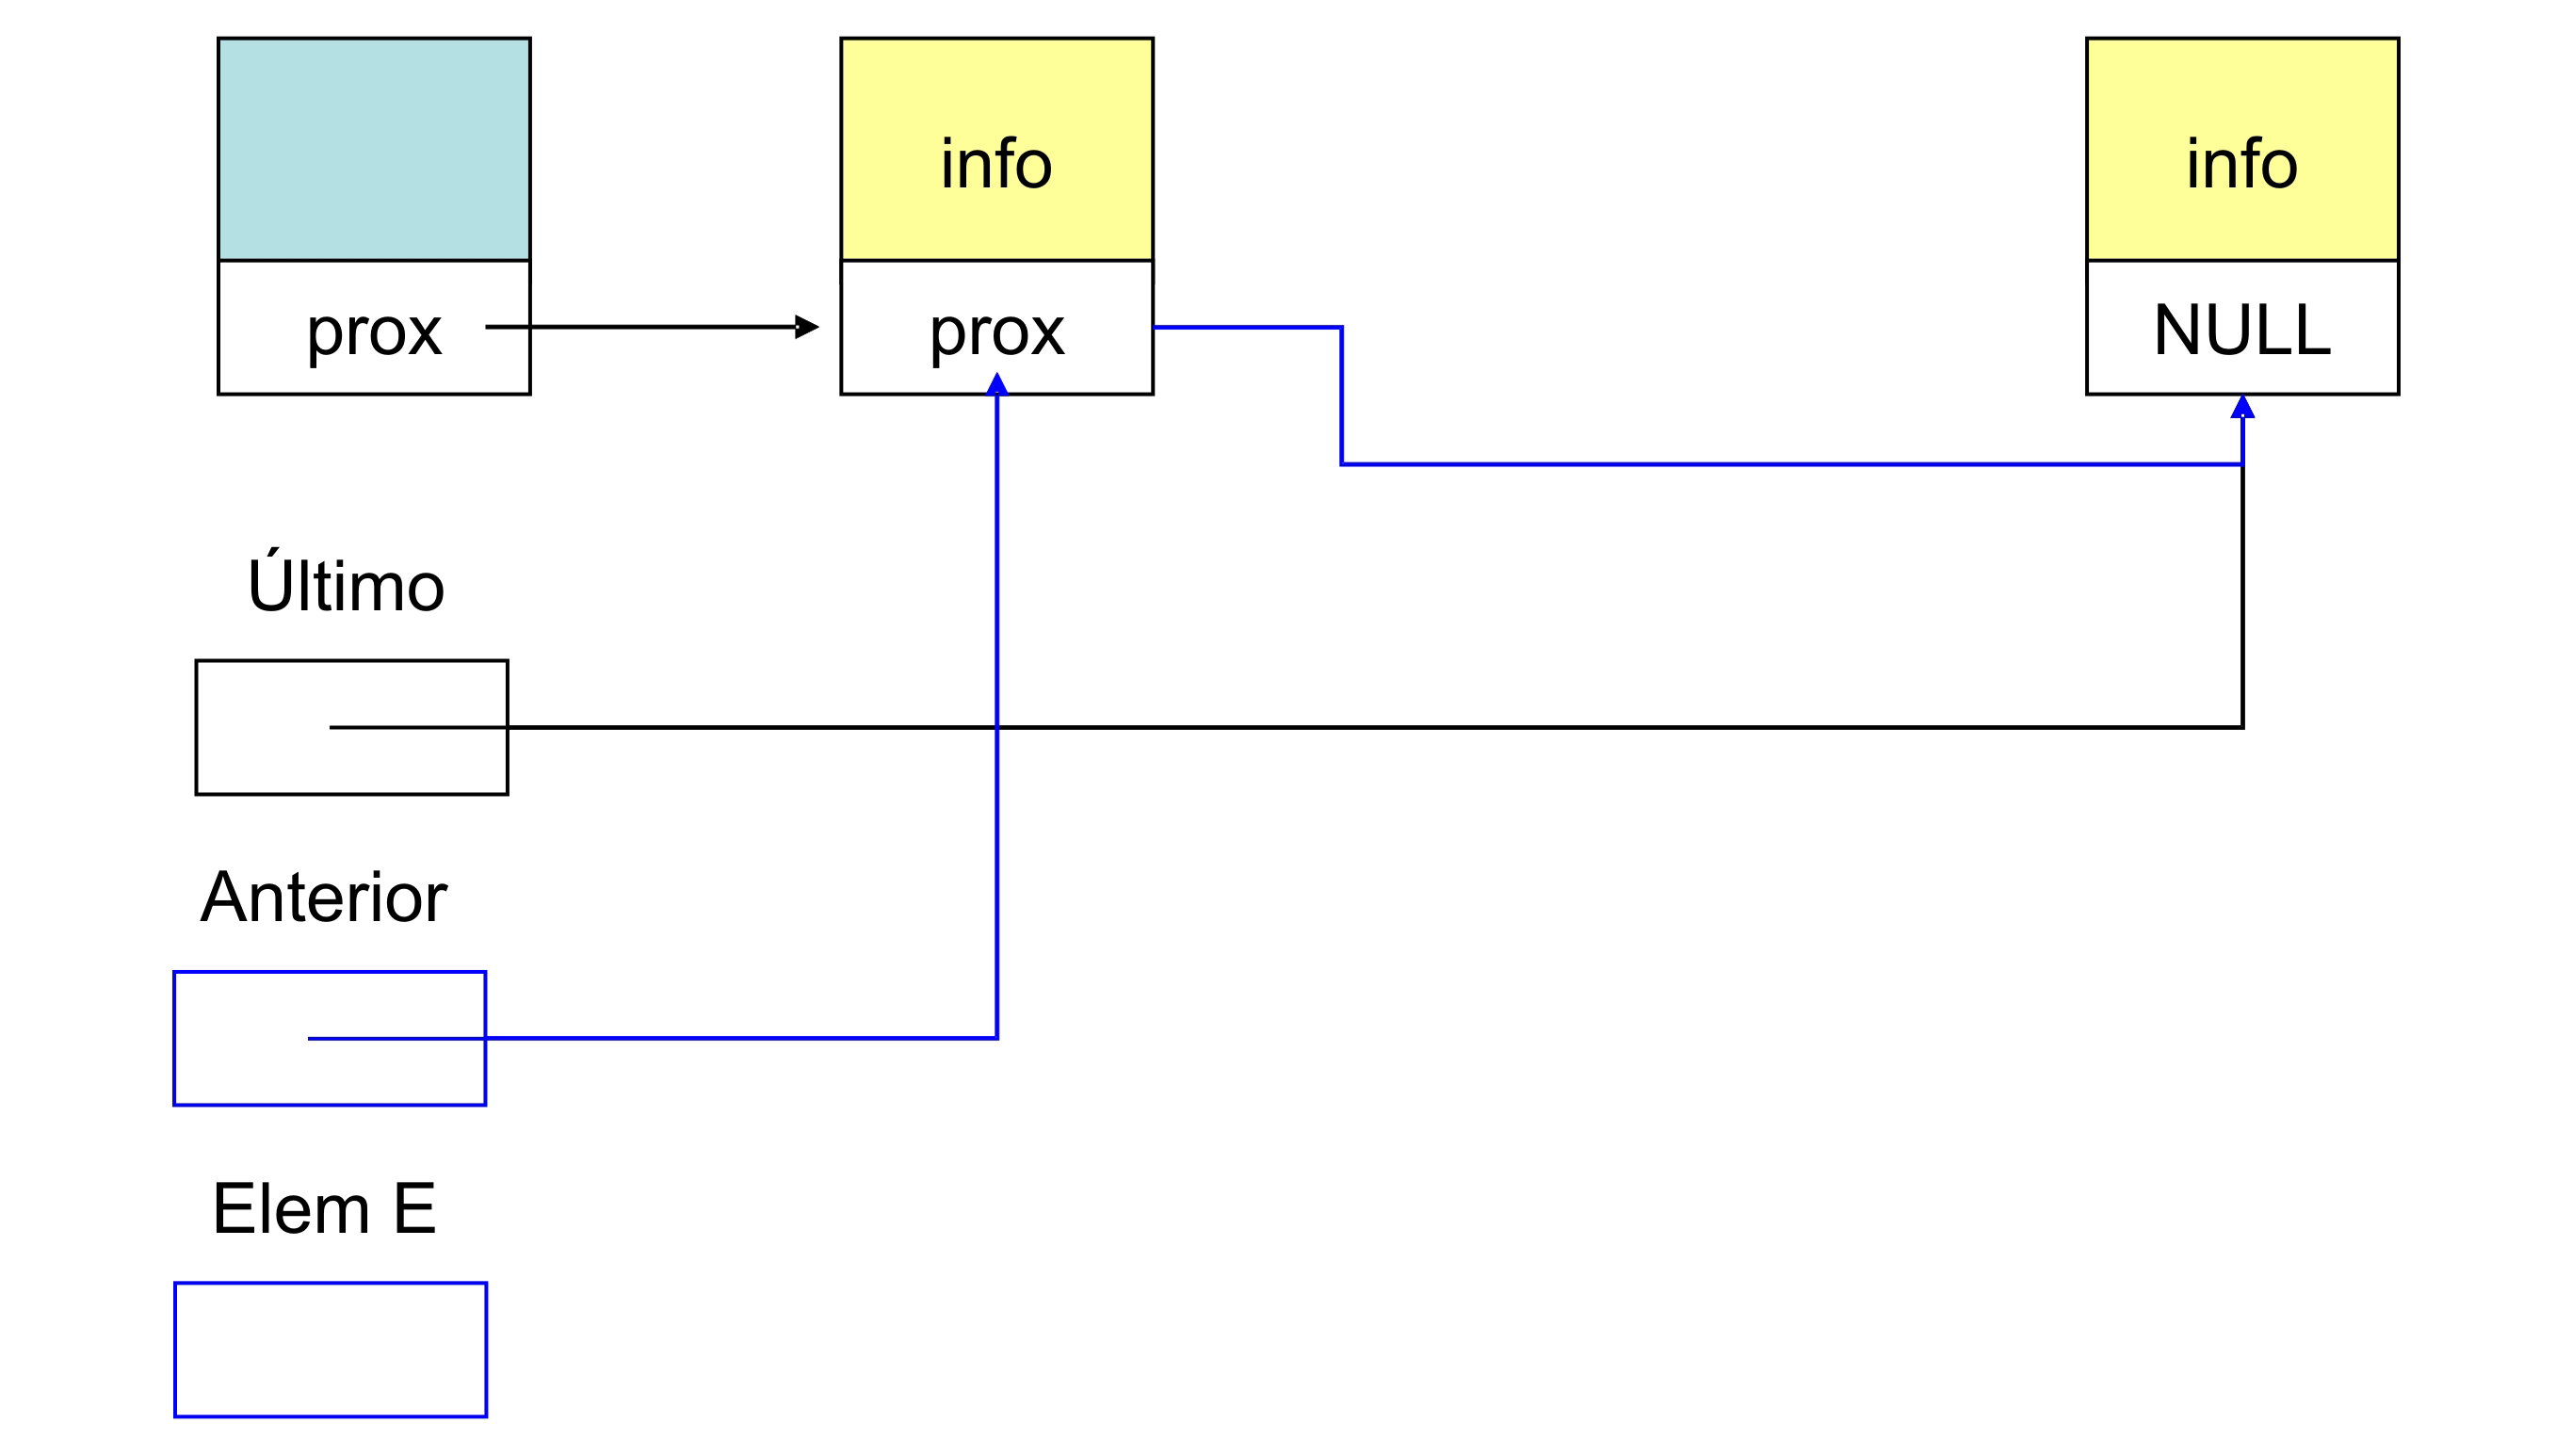 info
info
prox
prox
NULL
Último
Anterior
Elem E